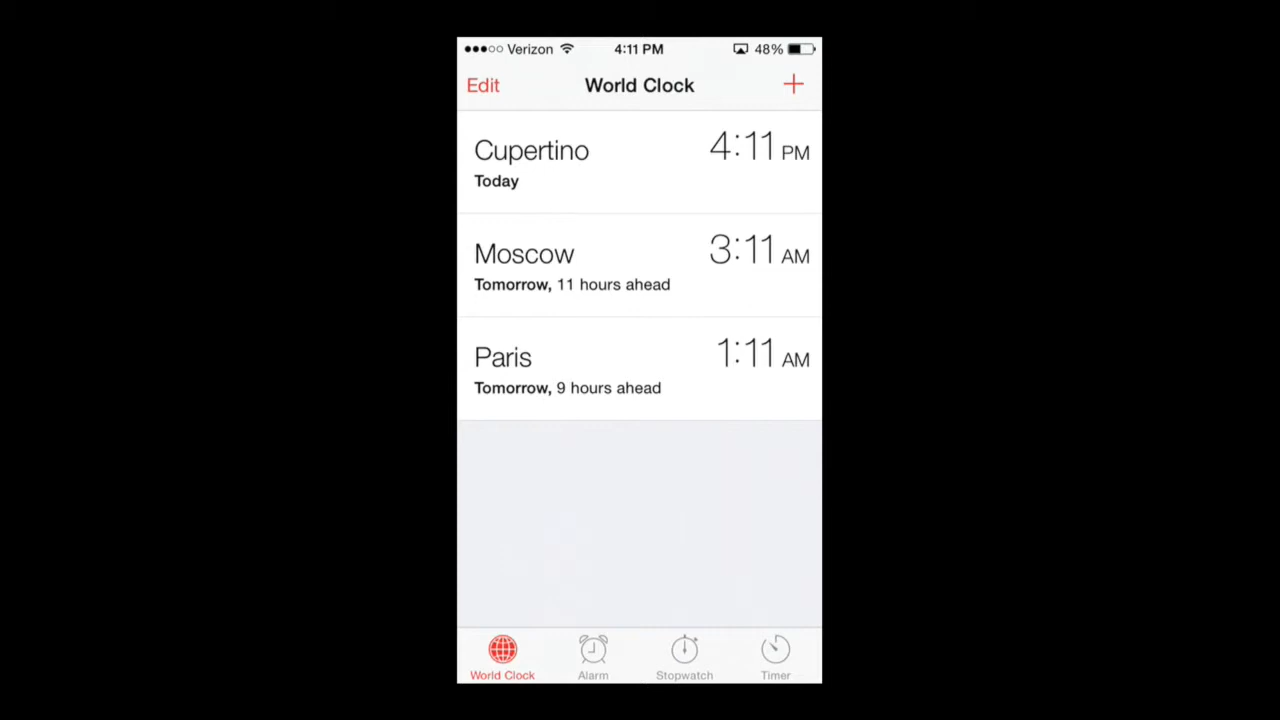 Verizon 4:11 PM 48%
Edit World Clock +
Cupertino 4:11 PM
Today
Moscow 3:11 AM
Tomorrow, 11 hours ahead
Paris 1:11 AM
Tomorrow, 9 hours ahead
World Clock Alarm Stopwatch Timer